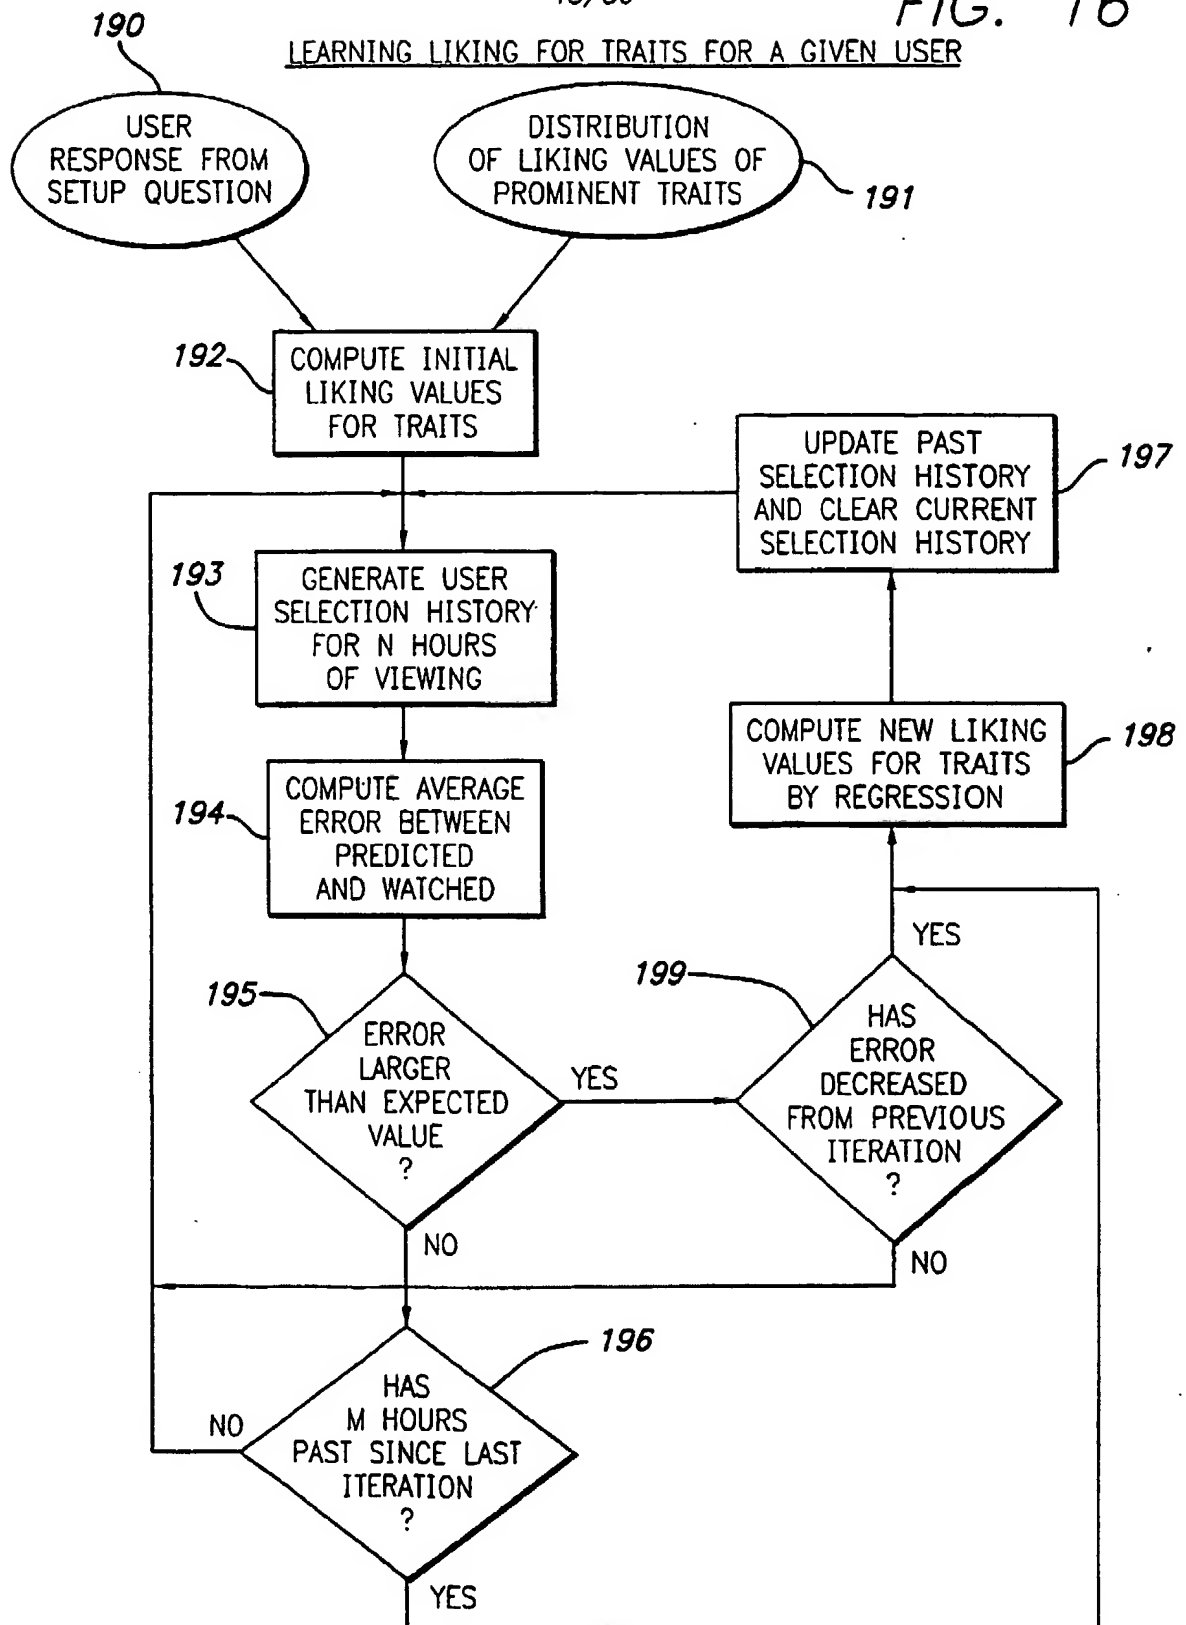 FIG. 16
LEARNING LIKING FOR TRAITS FOR A GIVEN USER
190
USER
RESPONSE FROM
SETUP QUESTION
DISTRIBUTION
OF LIKING VALUES OF
PROMINENT TRAITS
191
192
COMPUTE INITIAL
LIKING VALUES
FOR TRAITS
UPDATE PAST
SELECTION HISTORY
AND CLEAR CURRENT
SELECTION HISTORY
197
193
GENERATE USER
SELECTION HISTORY
FOR N HOURS
OF VIEWING
COMPUTE NEW LIKING
VALUES FOR TRAITS
BY REGRESSION
198
194
COMPUTE AVERAGE
ERROR BETWEEN
PREDICTED
AND WATCHED
195
ERROR
LARGER
THAN EXPECTED
VALUE
?
YES
NO
199
HAS
ERROR
DECREASED
FROM PREVIOUS
ITERATION
?
YES
NO
196
HAS
M HOURS
PAST SINCE LAST
ITERATION
?
NO
YES